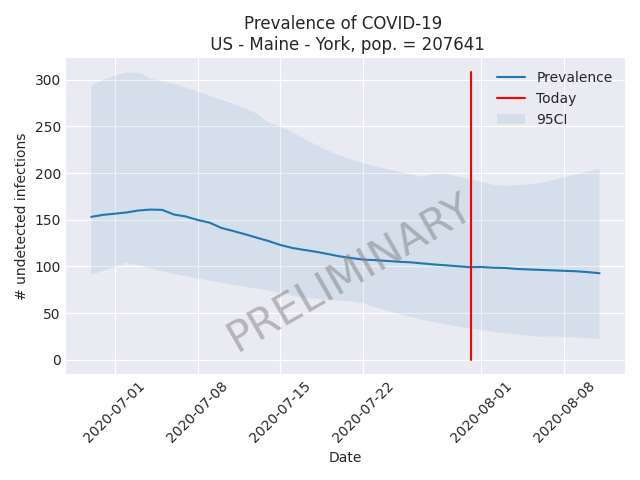 Prevalence of COVID-19
US - Maine - York, pop. = 207641
Prevalence
Today
95CI
# undetected infections
300
250
200
150
100
50
0
PRELIMINARY
2020-07-01
2020-07-08
2020-07-15
2020-07-22
2020-08-01
2020-08-08
Date